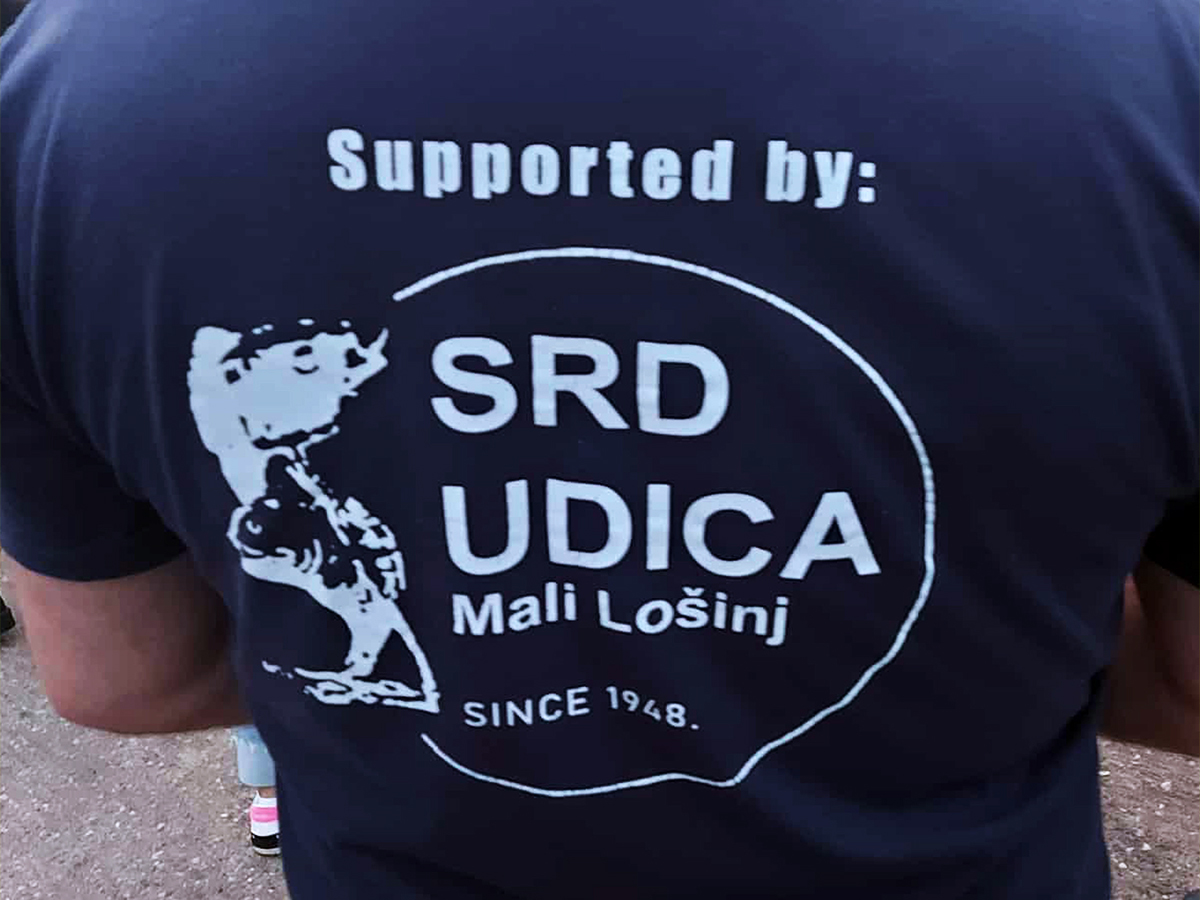 Supported by:
SRD
UDICA
Mali Lošinj
SINCE 1948.